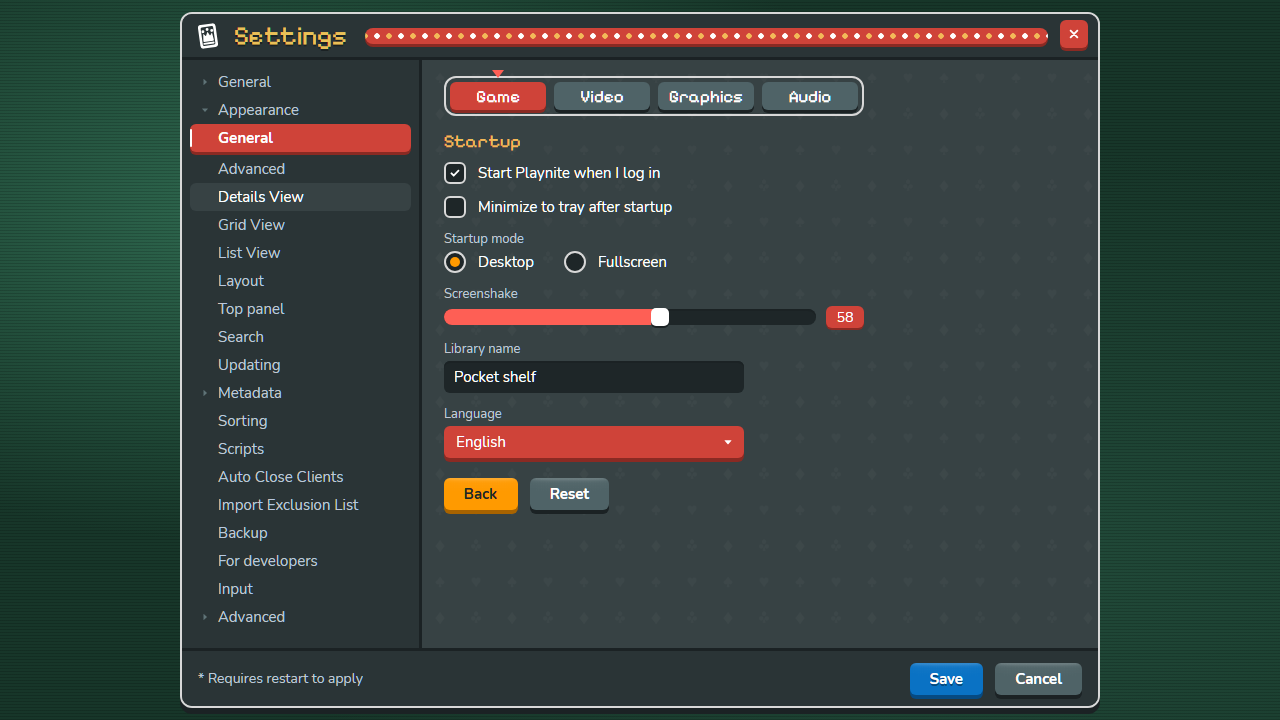 Settings
General
Appearance
General
Advanced
Details View
Grid View
List View
Layout
Top panel
Search
Updating
Metadata
Sorting
Scripts
Auto Close Clients
Import Exclusion List
Backup
For developers
Input
Advanced
Game Video Graphics Audio
Startup
Start Playnite when I log in
Minimize to tray after startup
Startup mode
Desktop Fullscreen
Screenshake
58
Library name
Pocket shelf
Language
English
Back Reset
* Requires restart to apply
Save Cancel